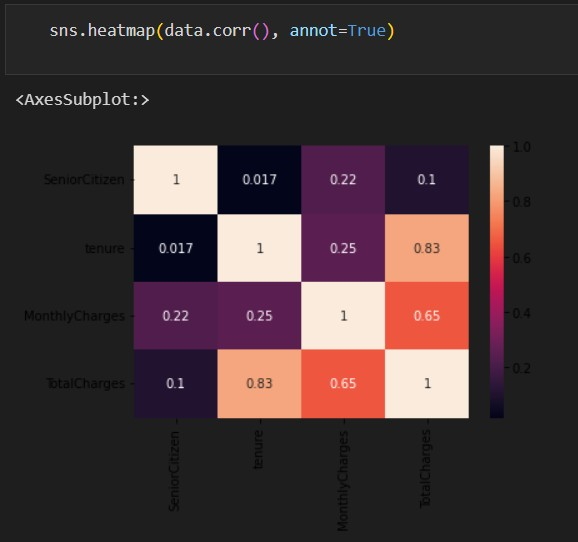 sns.heatmap(data.corr(), annot=True)
<AxesSubplot:>
1.0
SeniorCitizen 1 0.017 0.22 0.1
0.8
tenure 0.017 1 0.25 0.83
0.6
MonthlyCharges 0.22 0.25 1 0.65
0.4
TotalCharges 0.1 0.83 0.65 1
0.2
SeniorCitizen
tenure
MonthlyCharges
TotalCharges